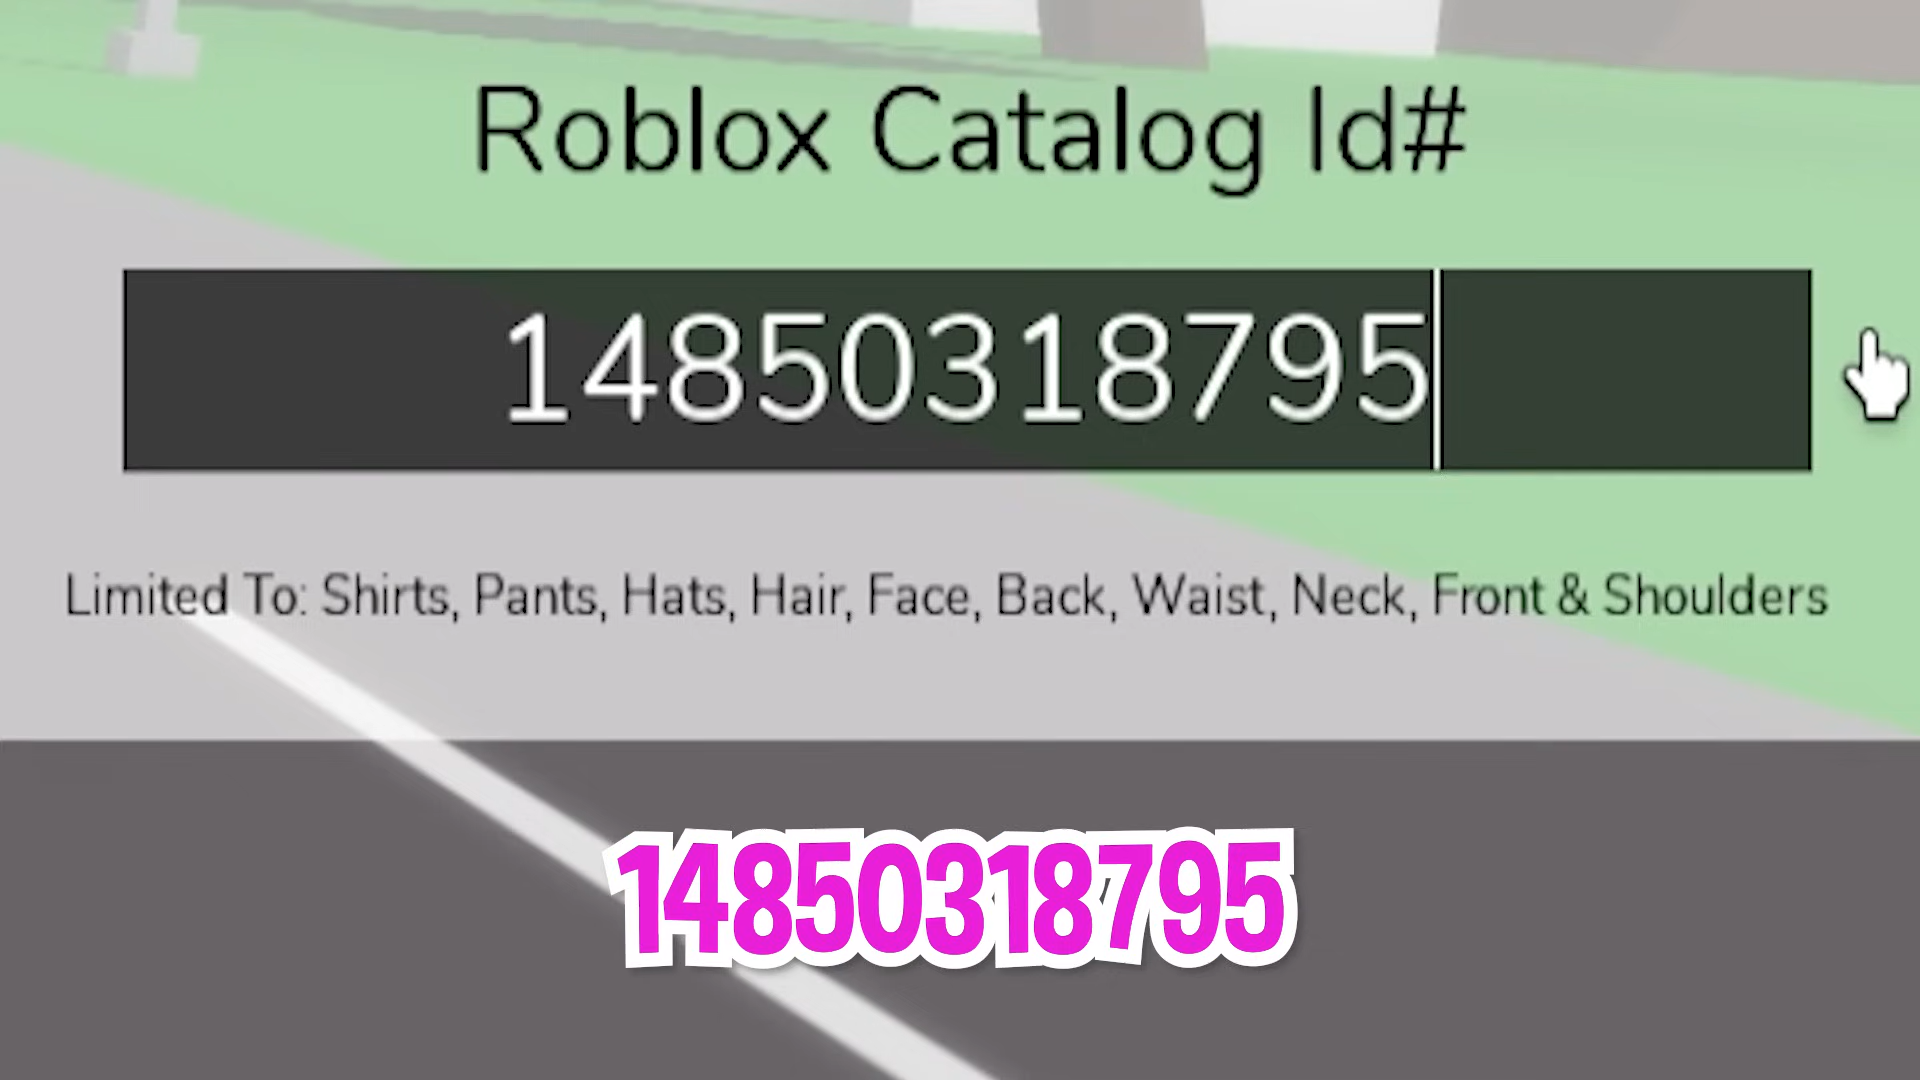 Roblox Catalog Id#
14850318795
Limited To: Shirts, Pants, Hats, Hair, Face, Back, Waist, Neck, Front & Shoulders
14850318795